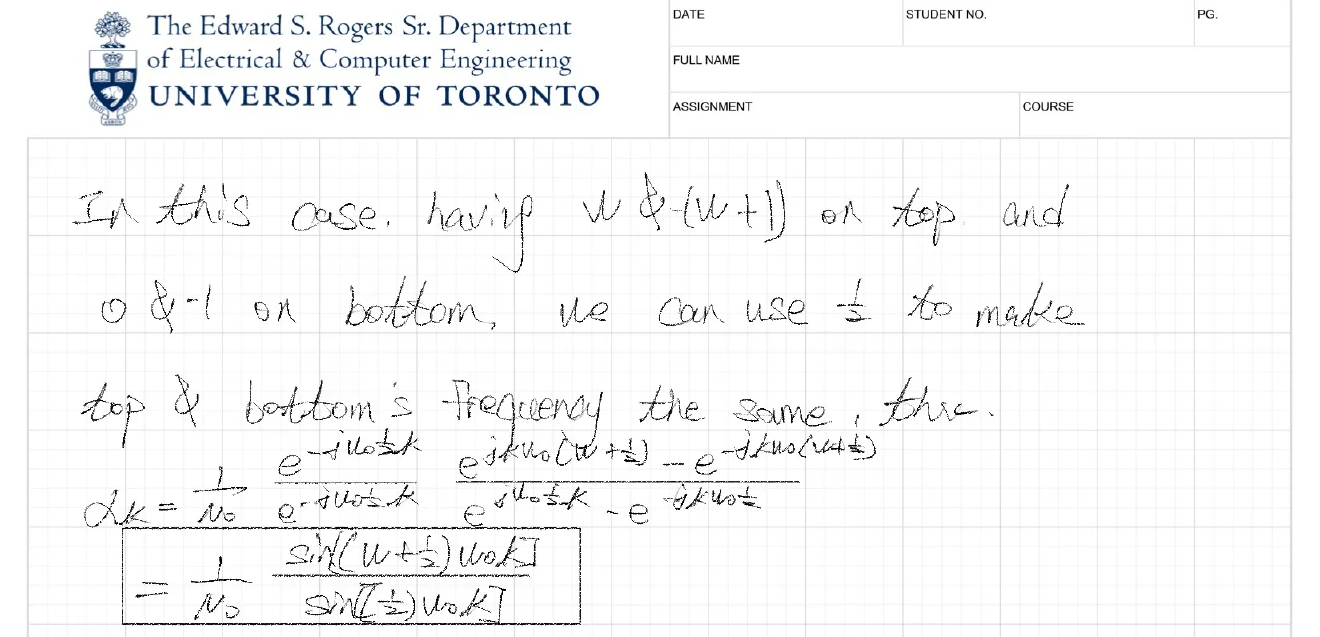 The Edward S. Rogers Sr. Department
of Electrical & Computer Engineering
UNIVERSITY OF TORONTO
DATE
STUDENT NO.
PG.
FULL NAME
ASSIGNMENT
COURSE
In this case, having W & -(W+1) on top and
0 & -1 on bottom, we can use 1/2 to make
top & bottom's frequency the same, thus.
αk = 1/N₀ e^(-jω₀½k)/e^(-jω₀½k) (e^(jkω₀(W+½)) - e^(-jkω₀(W+½)))/(e^(jω₀½k) - e^(-jkω₀½))
= 1/N₀ sin[(W+½)ω₀k]/sin[(½)ω₀k]